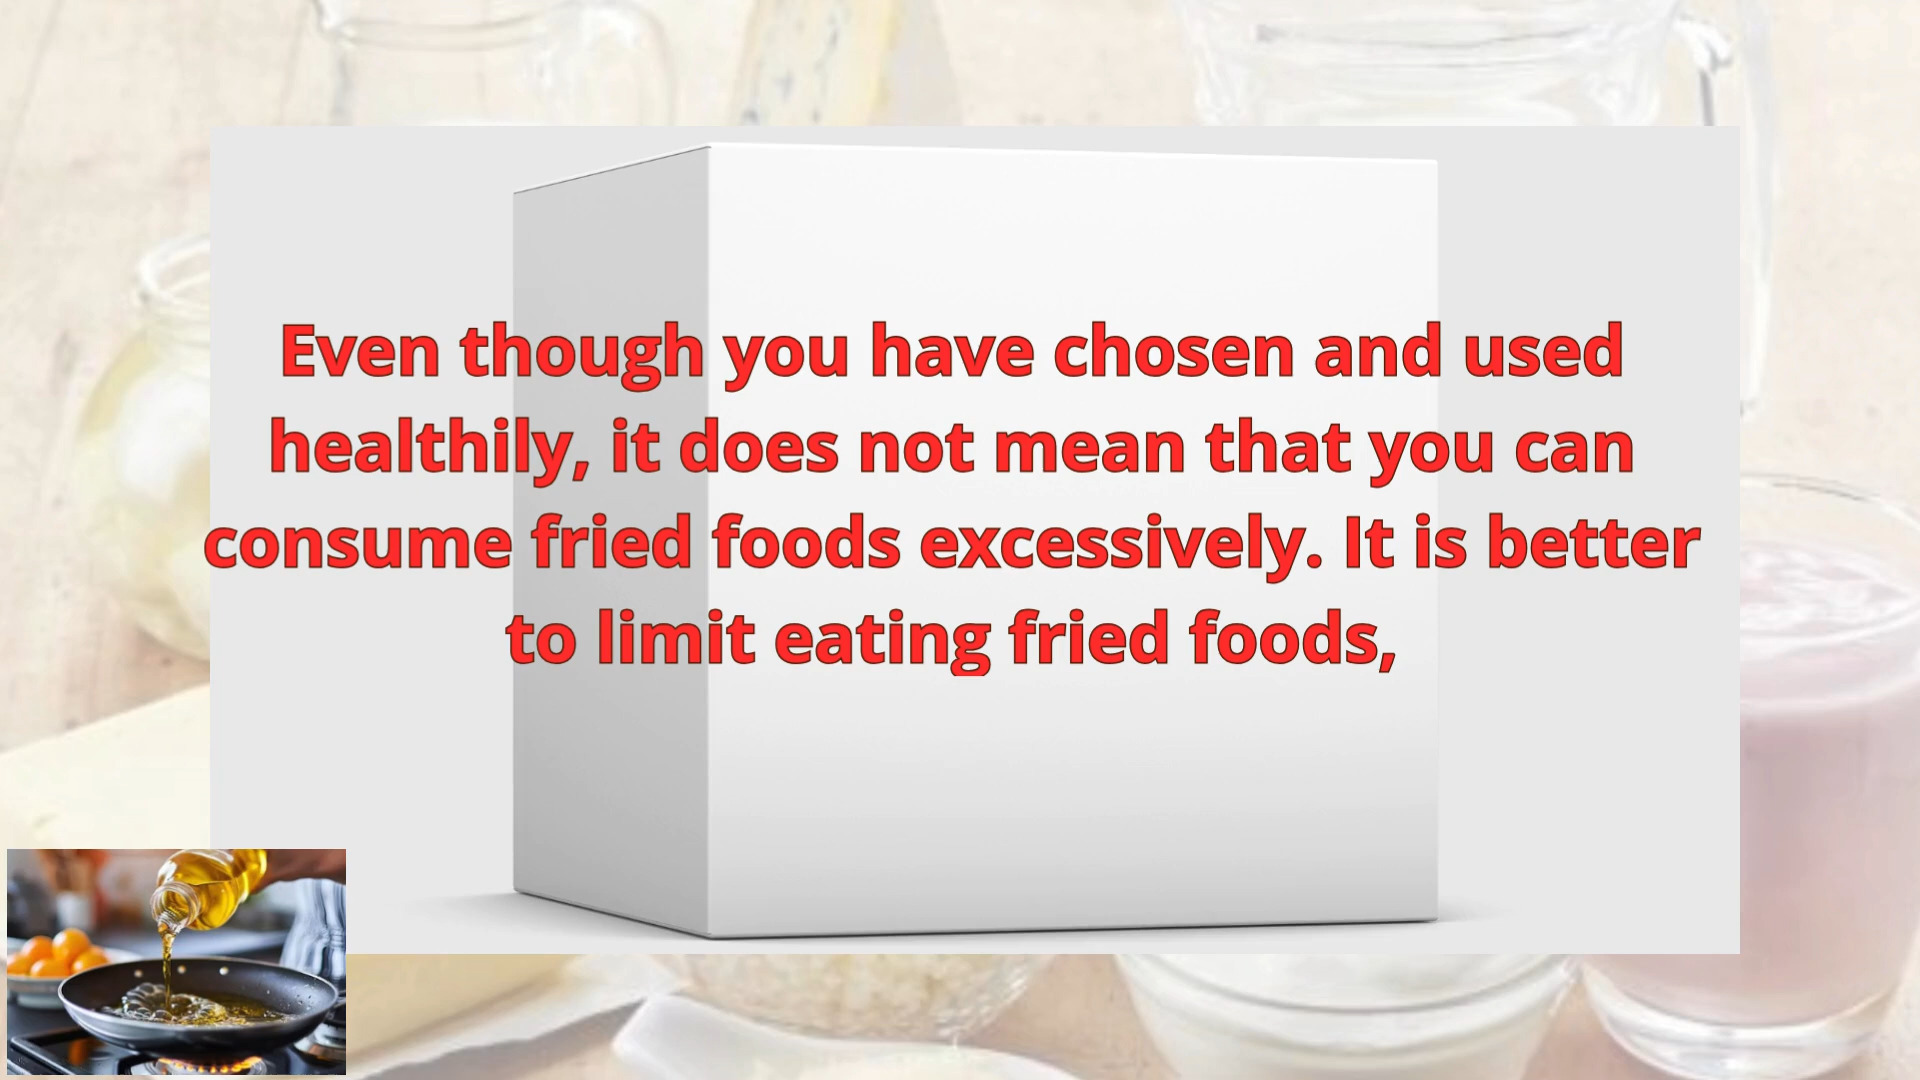 Even though you have chosen and used
healthily, it does not mean that you can
consume fried foods excessively. It is better
to limit eating fried foods,